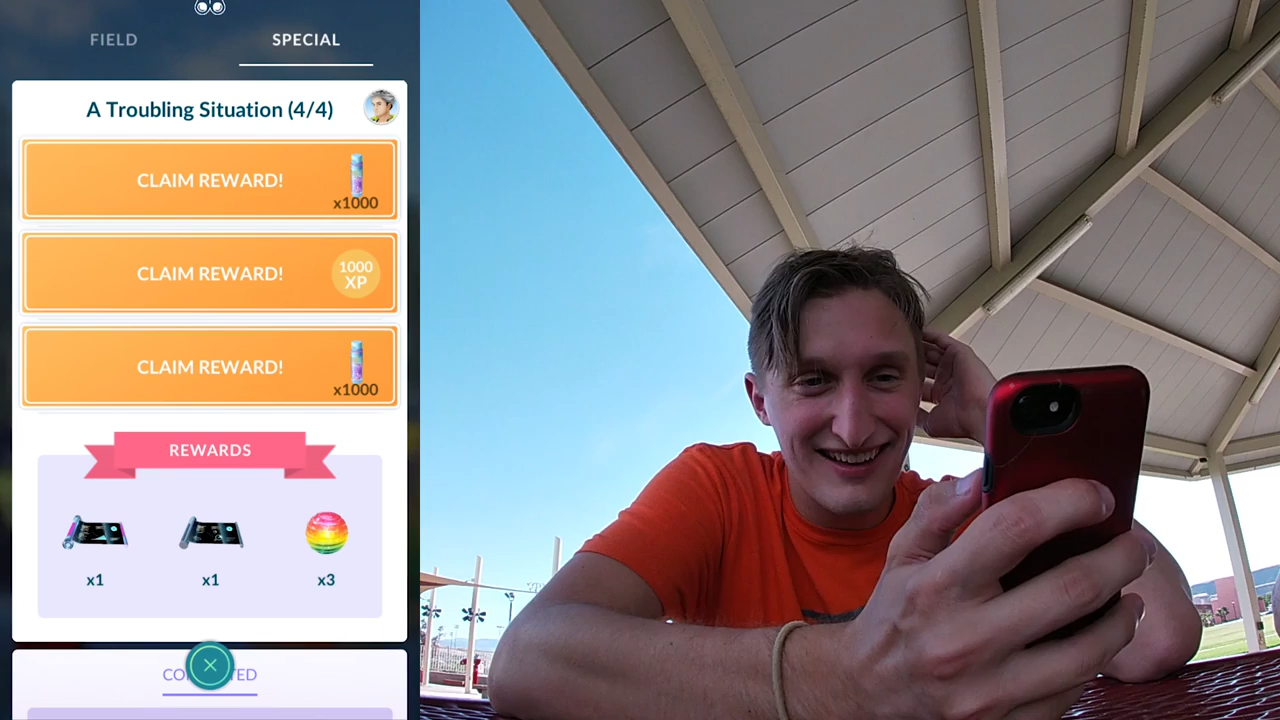 FIELD
SPECIAL
A Troubling Situation (4/4)
CLAIM REWARD!
x1000
CLAIM REWARD!
1000
XP
CLAIM REWARD!
x1000
REWARDS
x1
x1
x3